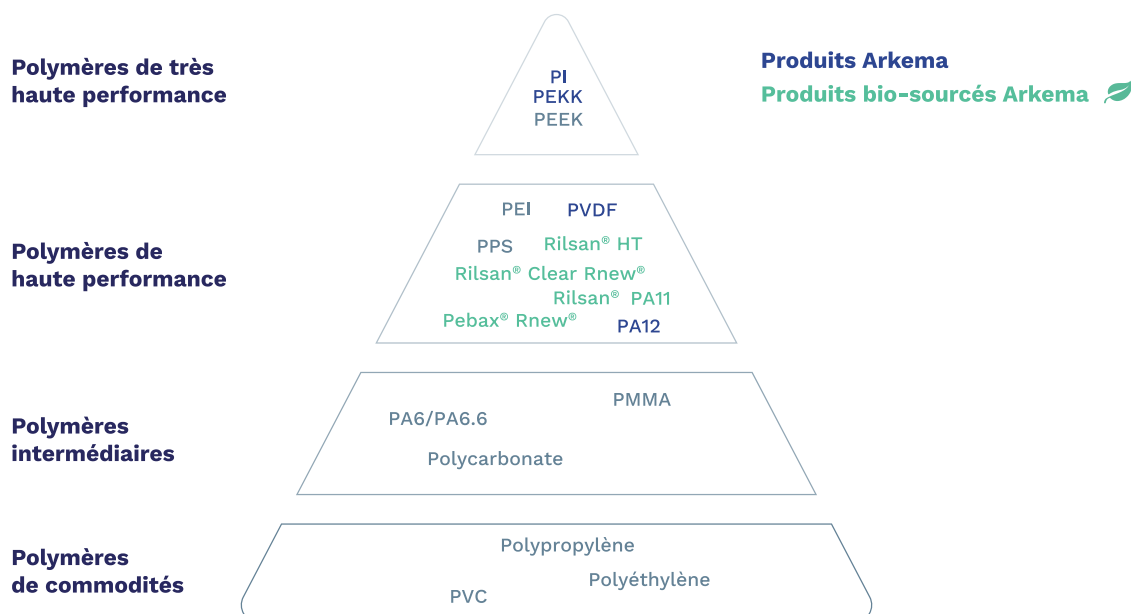 Polymères de très
haute performance
PI
PEKK
PEEK
Produits Arkema
Produits bio-sourcés Arkema
Polymères de
haute performance
PEI PVDF
PPS Rilsan® HT
Rilsan® Clear Rnew®
Rilsan® PA11
Pebax® Rnew® PA12
Polymères
intermédiaires
PMMA
PA6/PA6.6
Polycarbonate
Polymères
de commodités
Polypropylène
Polyéthylène
PVC